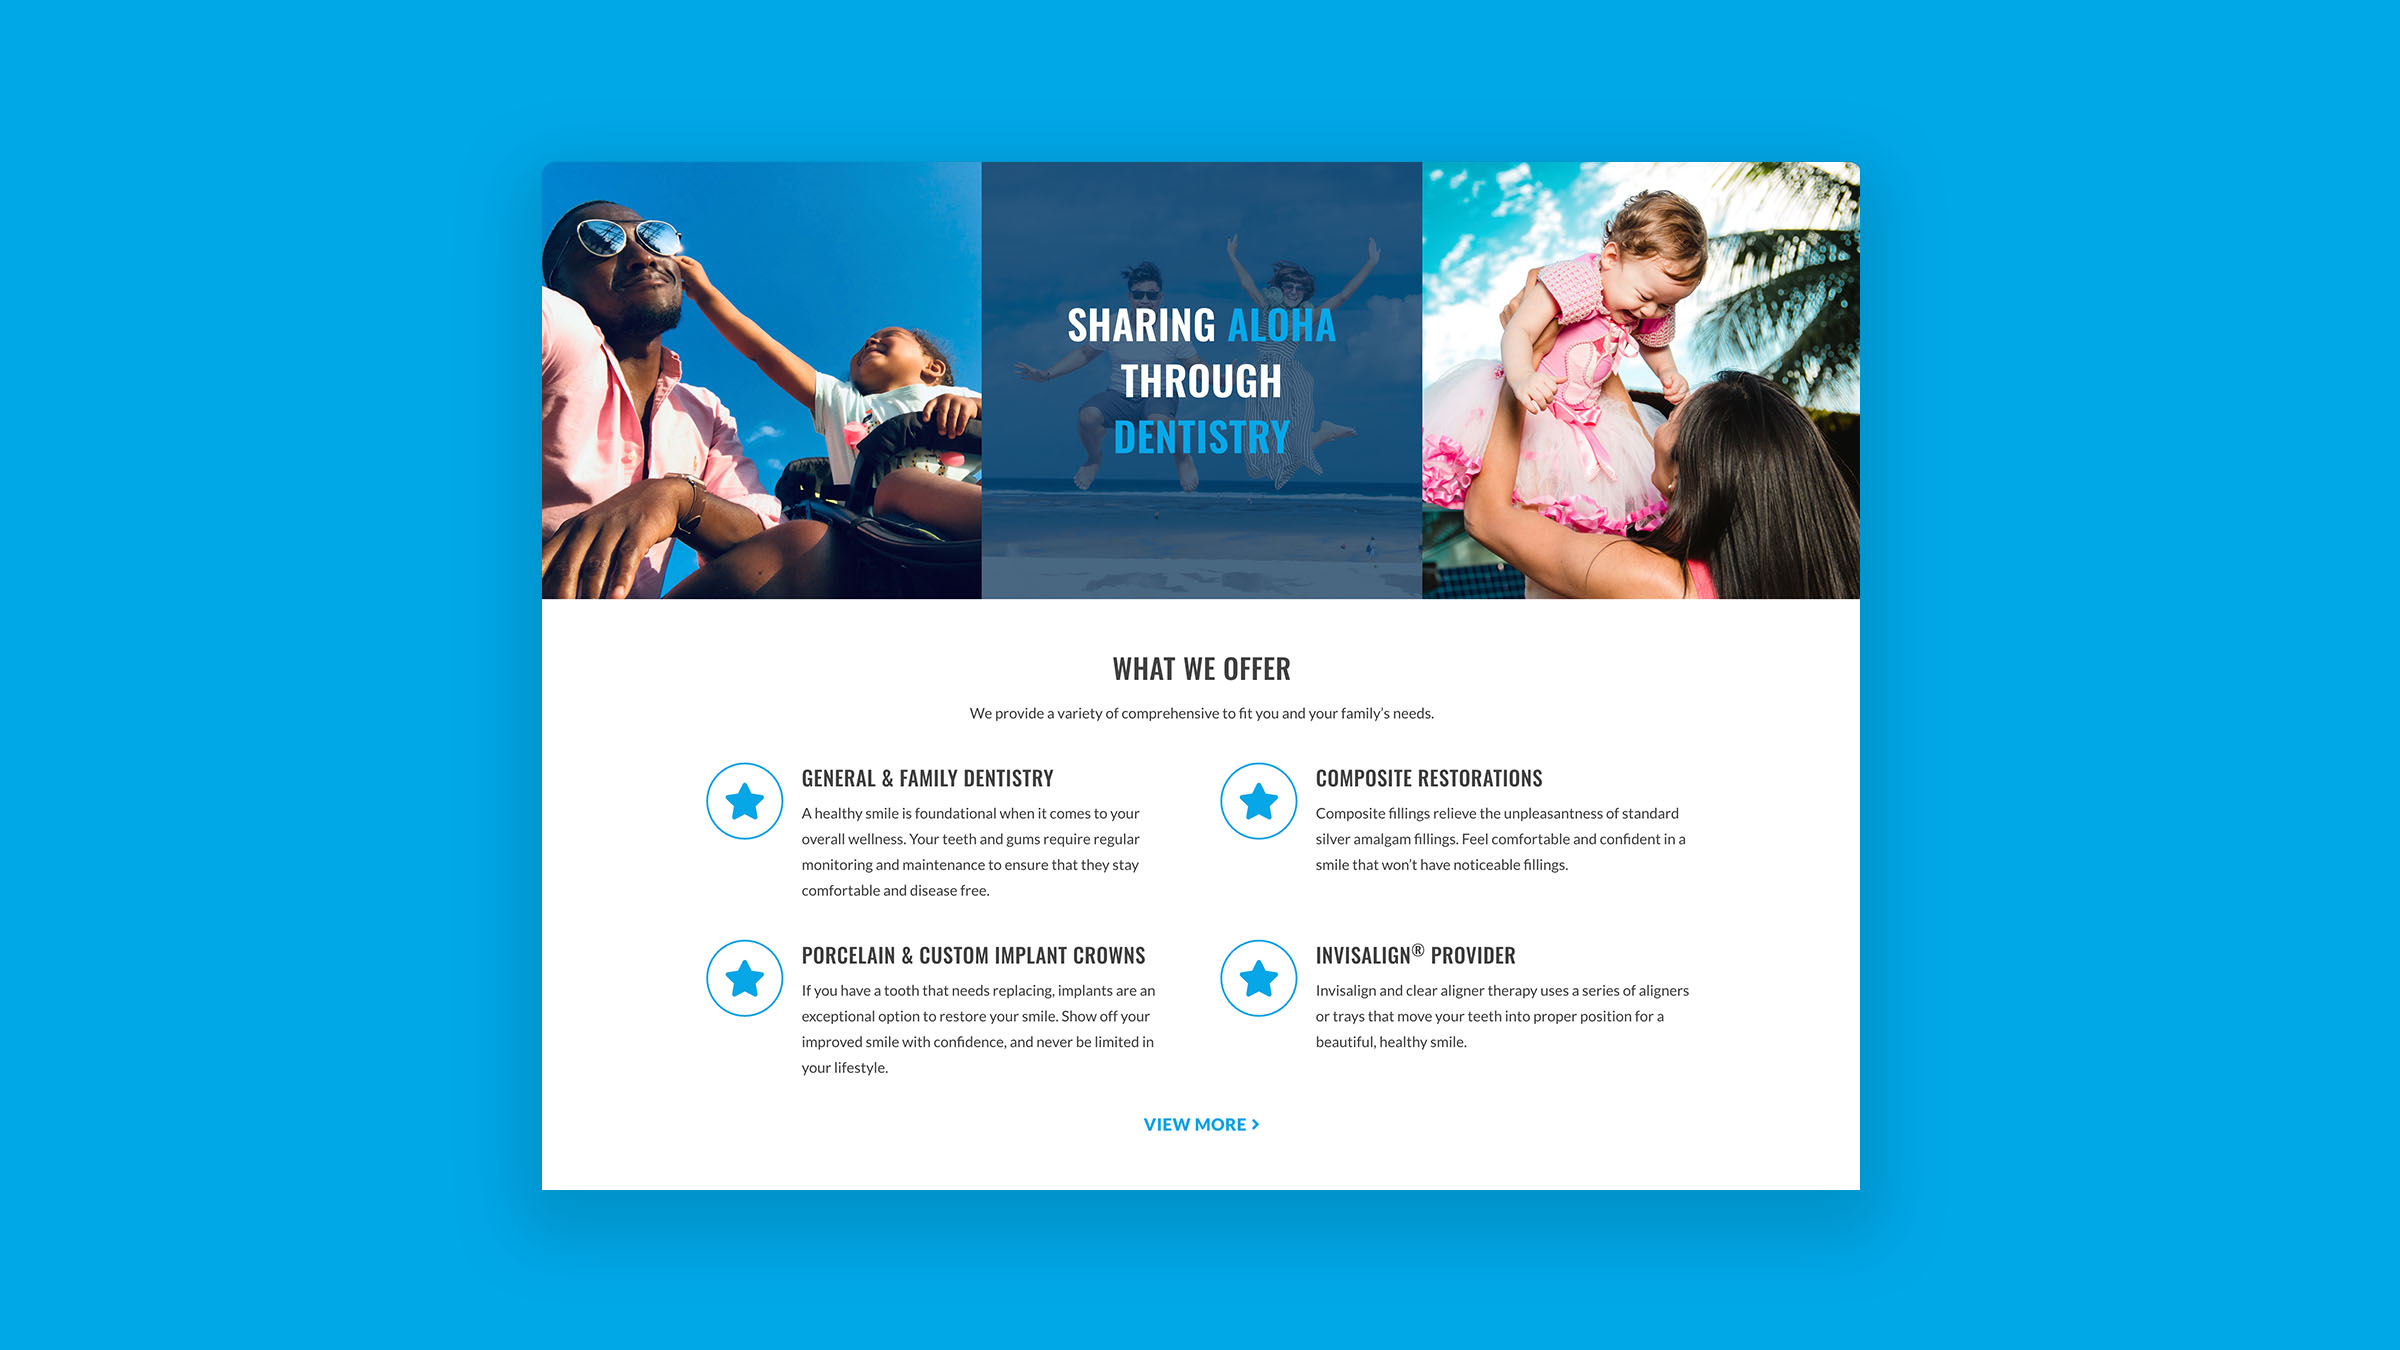 SHARING ALOHA
THROUGH
DENTISTRY
WHAT WE OFFER
We provide a variety of comprehensive to fit you and your family's needs.
GENERAL & FAMILY DENTISTRY
A healthy smile is foundational when it comes to your
overall wellness. Your teeth and gums require regular
monitoring and maintenance to ensure that they stay
comfortable and disease free.
COMPOSITE RESTORATIONS
Composite fillings relieve the unpleasantness of standard
silver amalgam fillings. Feel comfortable and confident in a
smile that won't have noticeable fillings.
PORCELAIN & CUSTOM IMPLANT CROWNS
If you have a tooth that needs replacing, implants are an
exceptional option to restore your smile. Show off your
improved smile with confidence, and never be limited in
your lifestyle.
INVISALIGN® PROVIDER
Invisalign and clear aligner therapy uses a series of aligners
or trays that move your teeth into proper position for a
beautiful, healthy smile.
VIEW MORE >